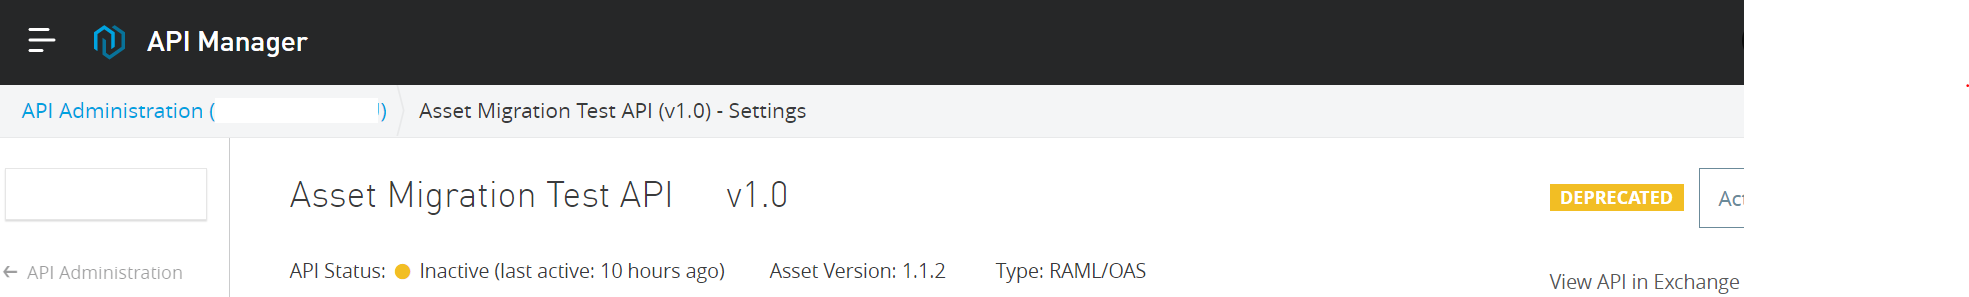 API Manager
API Administration ( ) Asset Migration Test API (v1.0) - Settings
Asset Migration Test API v1.0 DEPRECATED
API Status: Inactive (last active: 10 hours ago) Asset Version: 1.1.2 Type: RAML/OAS
← API Administration
View API in Exchange